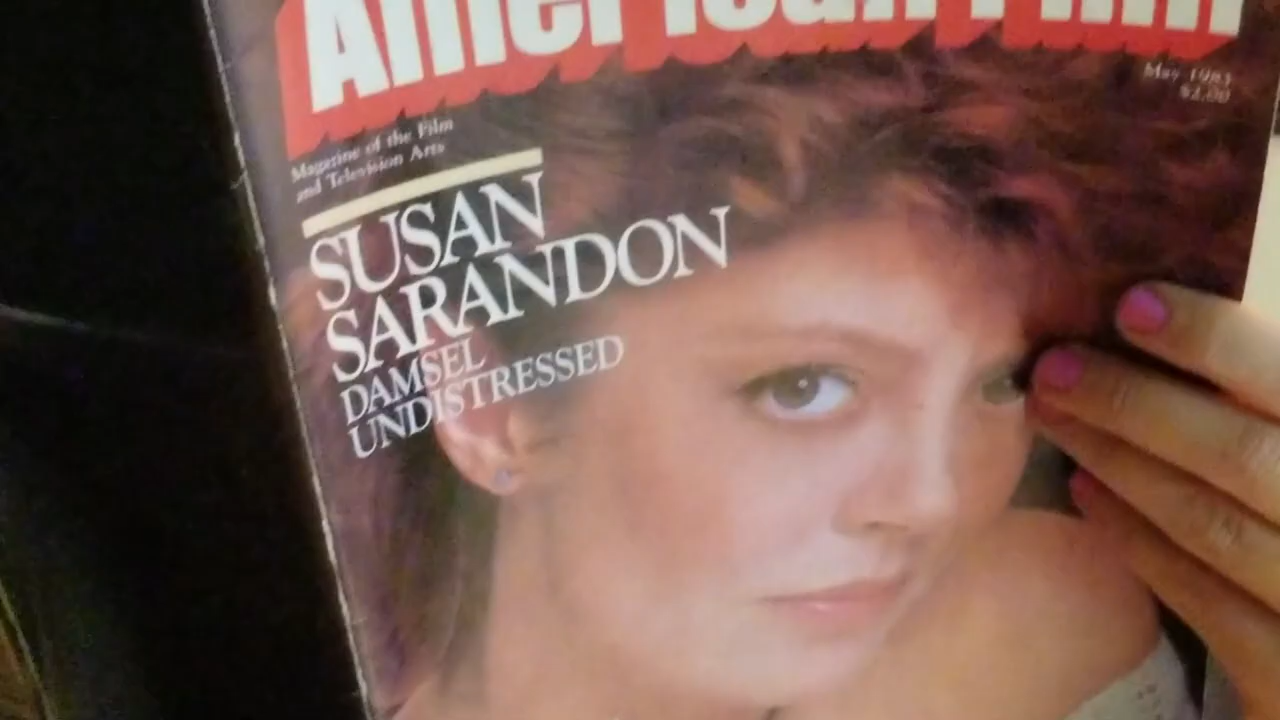 American Film
May 1983
$2.00
Magazine of the Film
and Television Arts
SUSAN
SARANDON
DAMSEL
UNDISTRESSED